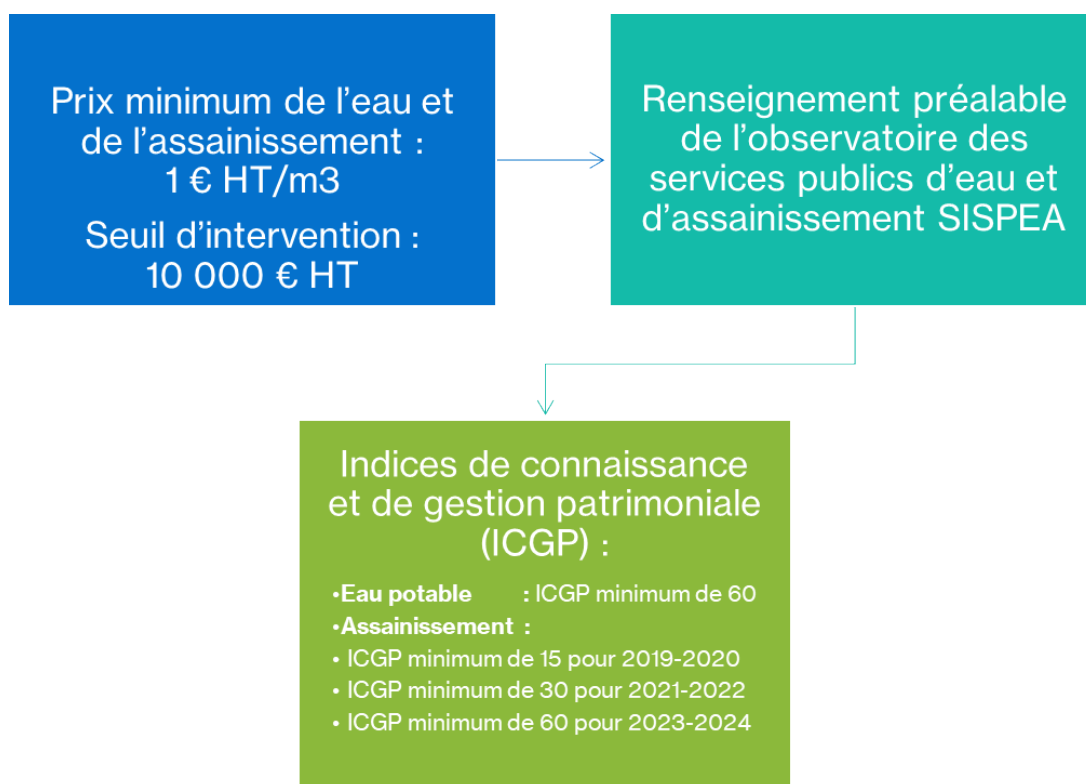 Prix minimum de l'eau et
de l'assainissement :
1 € HT/m3
Seuil d'intervention :
10 000 € HT
Renseignement préalable
de l'observatoire des
services publics d'eau et
d'assainissement SISPEA
Indices de connaissance
et de gestion patrimoniale
(ICGP) :
•Eau potable : ICGP minimum de 60
•Assainissement :
• ICGP minimum de 15 pour 2019-2020
• ICGP minimum de 30 pour 2021-2022
• ICGP minimum de 60 pour 2023-2024